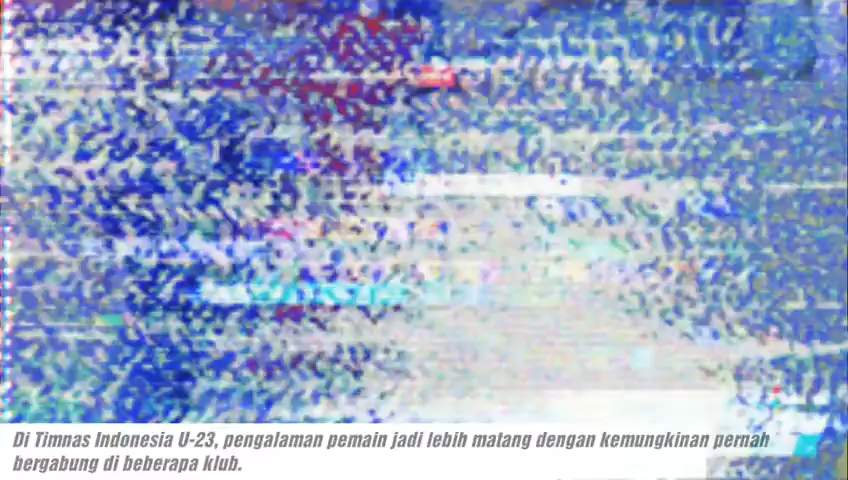 Di Timnas Indonesia U-23, pengalaman pemain jadi lebih matang dengan kemungkinan pernah
bergabung di beberapa klub.